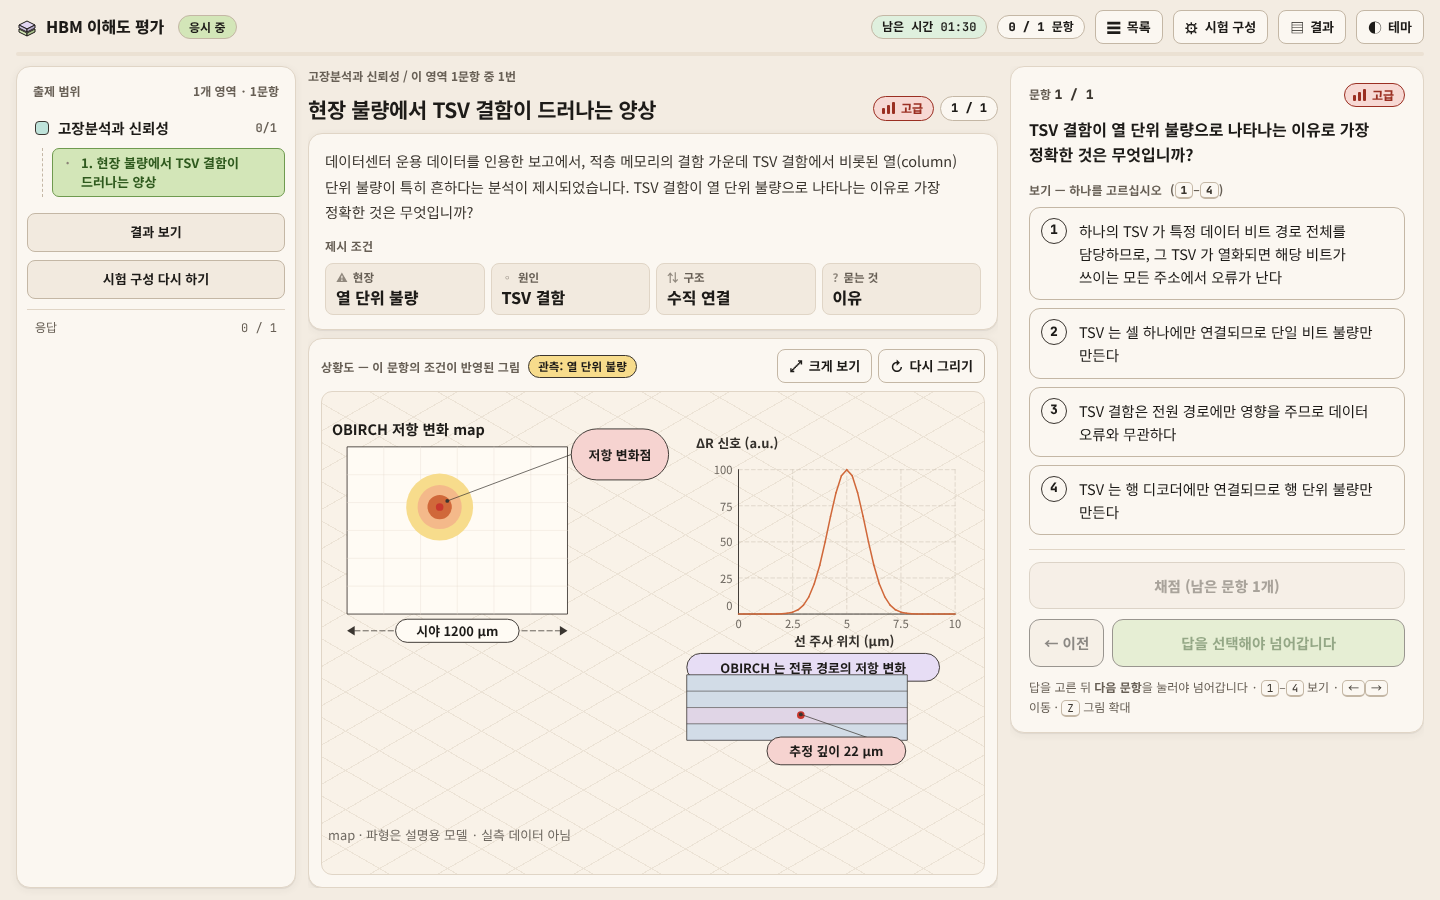 HBM 이해도 평가
응시 중
남은 시간 01:30
0 / 1 문항
목록
시험 구성
결과
테마
출제 범위
1개 영역 · 1문항
고장분석과 신뢰성
0/1
· 1. 현장 불량에서 TSV 결함이
드러나는 양상
결과 보기
시험 구성 다시 하기
응답
0 / 1
고장분석과 신뢰성 / 이 영역 1문항 중 1번
현장 불량에서 TSV 결함이 드러나는 양상
고급
1 / 1
데이터센터 운용 데이터를 인용한 보고에서, 적층 메모리의 결함 가운데 TSV 결함에서 비롯된 열(column)
단위 불량이 특히 흔하다는 분석이 제시되었습니다. TSV 결함이 열 단위 불량으로 나타나는 이유로 가장
정확한 것은 무엇입니까?
제시 조건
현장
열 단위 불량
원인
TSV 결함
구조
수직 연결
? 묻는 것
이유
상황도 — 이 문항의 조건이 반영된 그림
관측: 열 단위 불량
크게 보기
다시 그리기
OBIRCH 저항 변화 map
저항 변화점
시야 1200 μm
ΔR 신호 (a.u.)
100
75
50
25
0
0 2.5 5 7.5 10
선 주사 위치 (μm)
OBIRCH 는 전류 경로의 저항 변화
추정 깊이 22 μm
map · 파형은 설명용 모델 · 실측 데이터 아님
문항 1 / 1
고급
TSV 결함이 열 단위 불량으로 나타나는 이유로 가장
정확한 것은 무엇입니까?
보기 — 하나를 고르십시오 (1–4)
1 하나의 TSV 가 특정 데이터 비트 경로 전체를
담당하므로, 그 TSV 가 열화되면 해당 비트가
쓰이는 모든 주소에서 오류가 난다
2 TSV 는 셀 하나에만 연결되므로 단일 비트 불량만
만든다
3 TSV 결함은 전원 경로에만 영향을 주므로 데이터
오류와 무관하다
4 TSV 는 행 디코더에만 연결되므로 행 단위 불량만
만든다
채점 (남은 문항 1개)
← 이전
답을 선택해야 넘어갑니다
답을 고른 뒤 다음 문항을 눌러야 넘어갑니다 · 1–4 보기 · ← →
이동 · Z 그림 확대